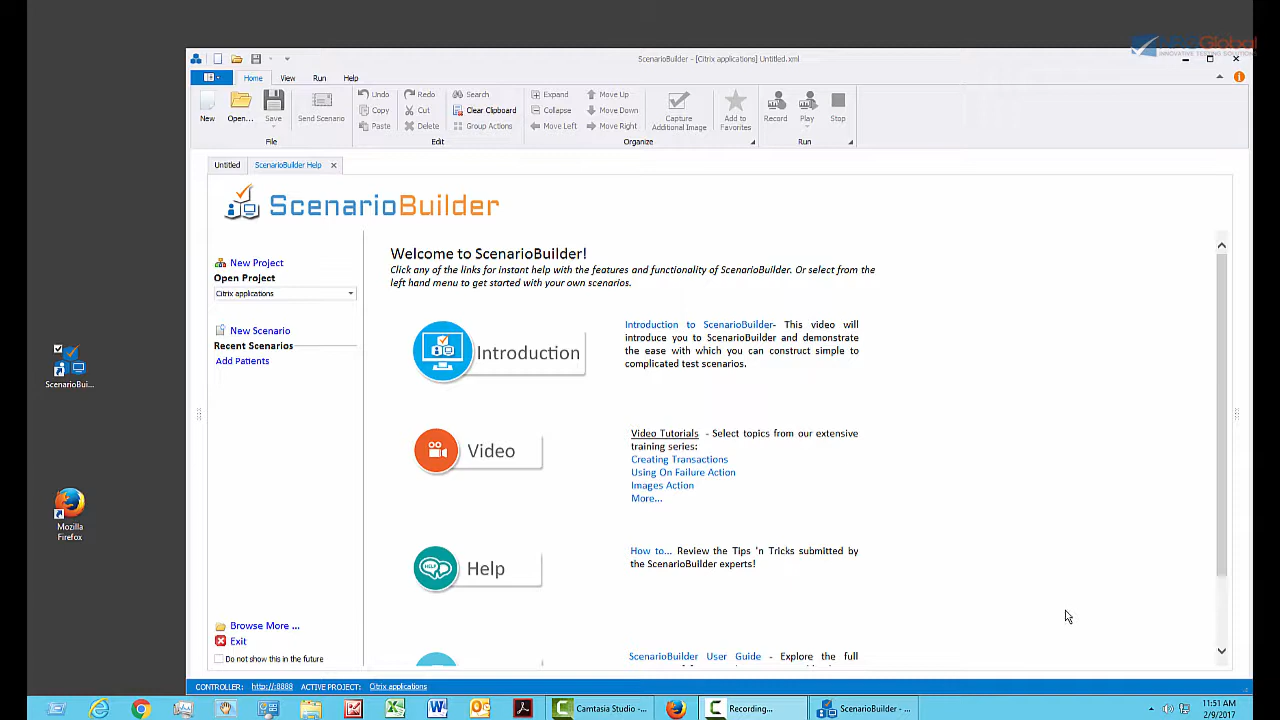 ScenarioBuilder - [Citrix applications] Untitled.xml
INNOVATIVE TESTING SOLUTIONS
Home View Run Help
New Open... Save Send Scenario
Undo Redo
Copy Cut
Paste Delete
Search
Clear Clipboard
Group Actions
Expand Move Up
Collapse Move Down
Move Left Move Right
Capture
Additional Image
Add to
Favorites
Record Play Stop
File Edit Organize Run
Untitled ScenarioBuilder Help
ScenarioBuilder
New Project
Open Project
Citrix applications
New Scenario
Recent Scenarios
Add Patients
Browse More ...
Exit
Do not show this in the future
Welcome to ScenarioBuilder!
Click any of the links for instant help with the features and functionality of ScenarioBuilder. Or select from the
left hand menu to get started with your own scenarios.
Introduction
Introduction to ScenarioBuilder- This video will
introduce you to ScenarioBuilder and demonstrate
the ease with which you can construct simple to
complicated test scenarios.
Video
Video Tutorials - Select topics from our extensive
training series:
Creating Transactions
Using On Failure Action
Images Action
More...
Help
How to... Review the Tips 'n Tricks submitted by
the ScenarioBuilder experts!
ScenarioBuilder User Guide - Explore the full
CONTROLLER: http://:8888 ACTIVE PROJECT: Citrix applications
ScenarioBui...
Mozilla
Firefox
Camtasia Studio -...
Recording...
ScenarioBuilder - ...
11:51 AM
2/9/2017